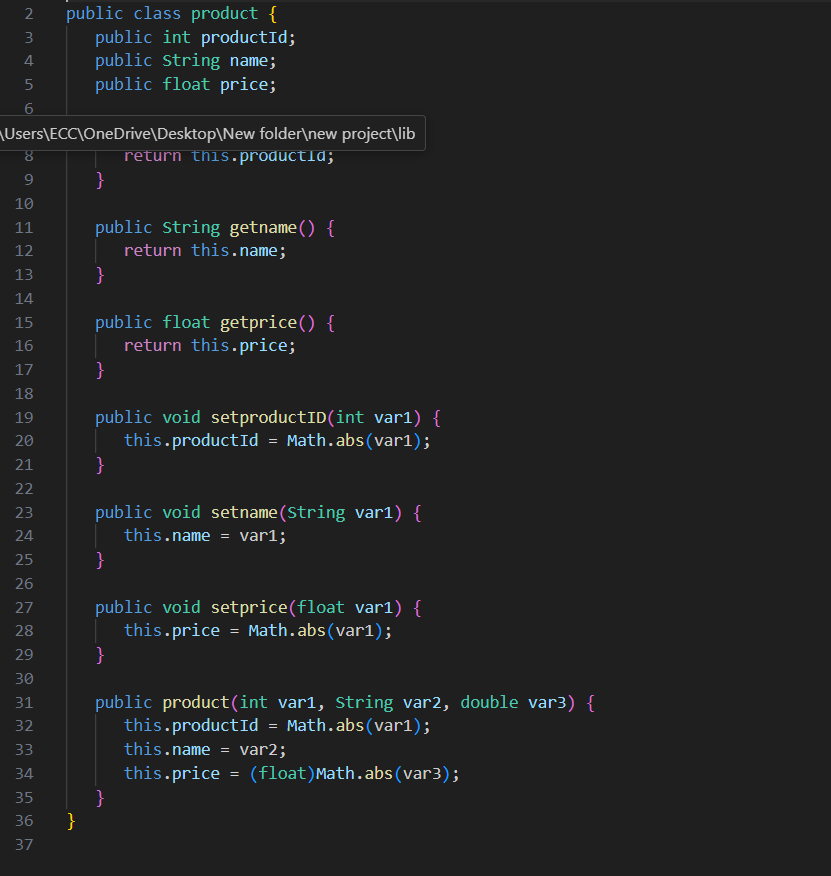 2 public class product {
3 public int productId;
4 public String name;
5 public float price;
6
\Users\ECC\OneDrive\Desktop\New folder\new project\lib
8 return this.productId;
9 }
10
11 public String getname() {
12 return this.name;
13 }
14
15 public float getprice() {
16 return this.price;
17 }
18
19 public void setproductID(int var1) {
20 this.productId = Math.abs(var1);
21 }
22
23 public void setname(String var1) {
24 this.name = var1;
25 }
26
27 public void setprice(float var1) {
28 this.price = Math.abs(var1);
29 }
30
31 public product(int var1, String var2, double var3) {
32 this.productId = Math.abs(var1);
33 this.name = var2;
34 this.price = (float)Math.abs(var3);
35 }
36 }
37